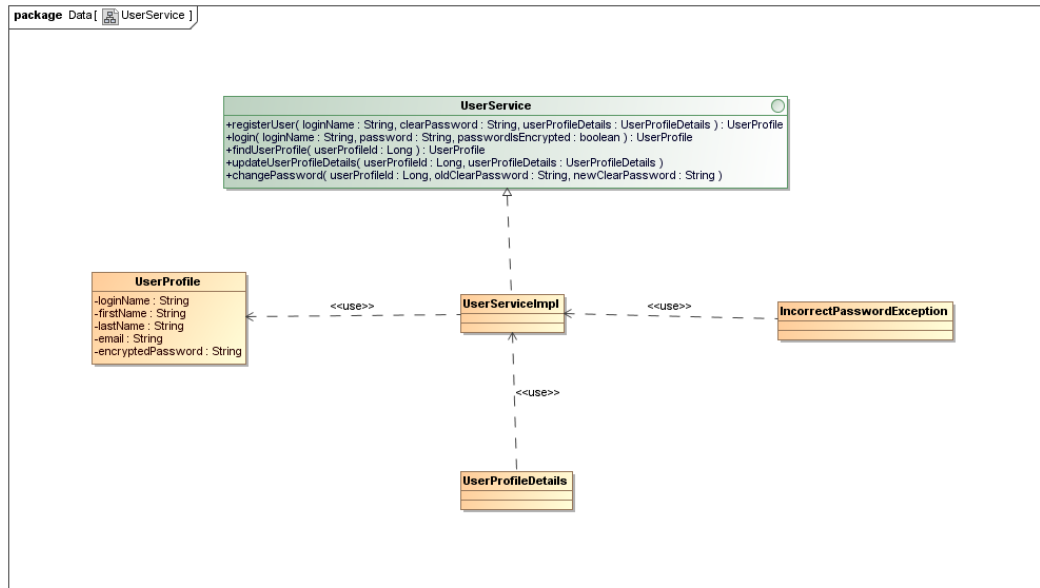 package Data[ UserService ]
UserService
+registerUser( loginName : String, clearPassword : String, userProfileDetails : UserProfileDetails ) : UserProfile
+login( loginName : String, password : String, passwordIsEncrypted : boolean ) : UserProfile
+findUserProfile( userProfileId : Long ) : UserProfile
+updateUserProfileDetails( userProfileId : Long, userProfileDetails : UserProfileDetails )
+changePassword( userProfileId : Long, oldClearPassword : String, newClearPassword : String )
UserProfile
-loginName : String
-firstName : String
-lastName : String
-email : String
-encryptedPassword : String
<<use>>
UserServiceImpl
<<use>>
IncorrectPasswordException
<<use>>
UserProfileDetails